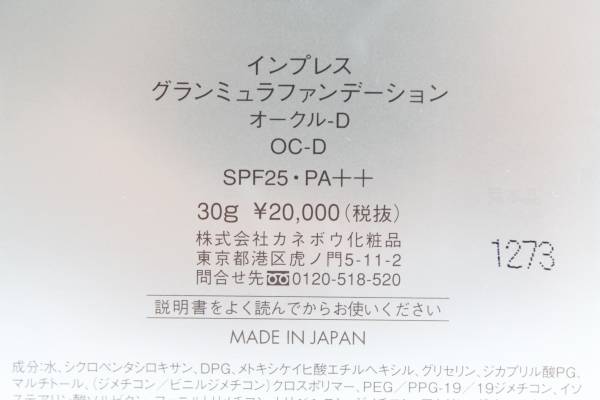 インプレス
グランミュラファンデーション
オークル-D
OC-D
SPF25・PA++
30g ¥20,000(税抜)
株式会社カネボウ化粧品
東京都港区虎ノ門5-11-2
問合せ先 0120-518-520
1273
説明書をよく読んでからお使いください
MADE IN JAPAN
成分:水、シクロペンタシロキサン、DPG、メトキシケイヒ酸エチルヘキシル、グリセリン、ジカプリル酸PG、
マルチトール、(ジメチコン/ビニルジメチコン)クロスポリマー、PEG/PPG-19/19ジメチコン、イソ